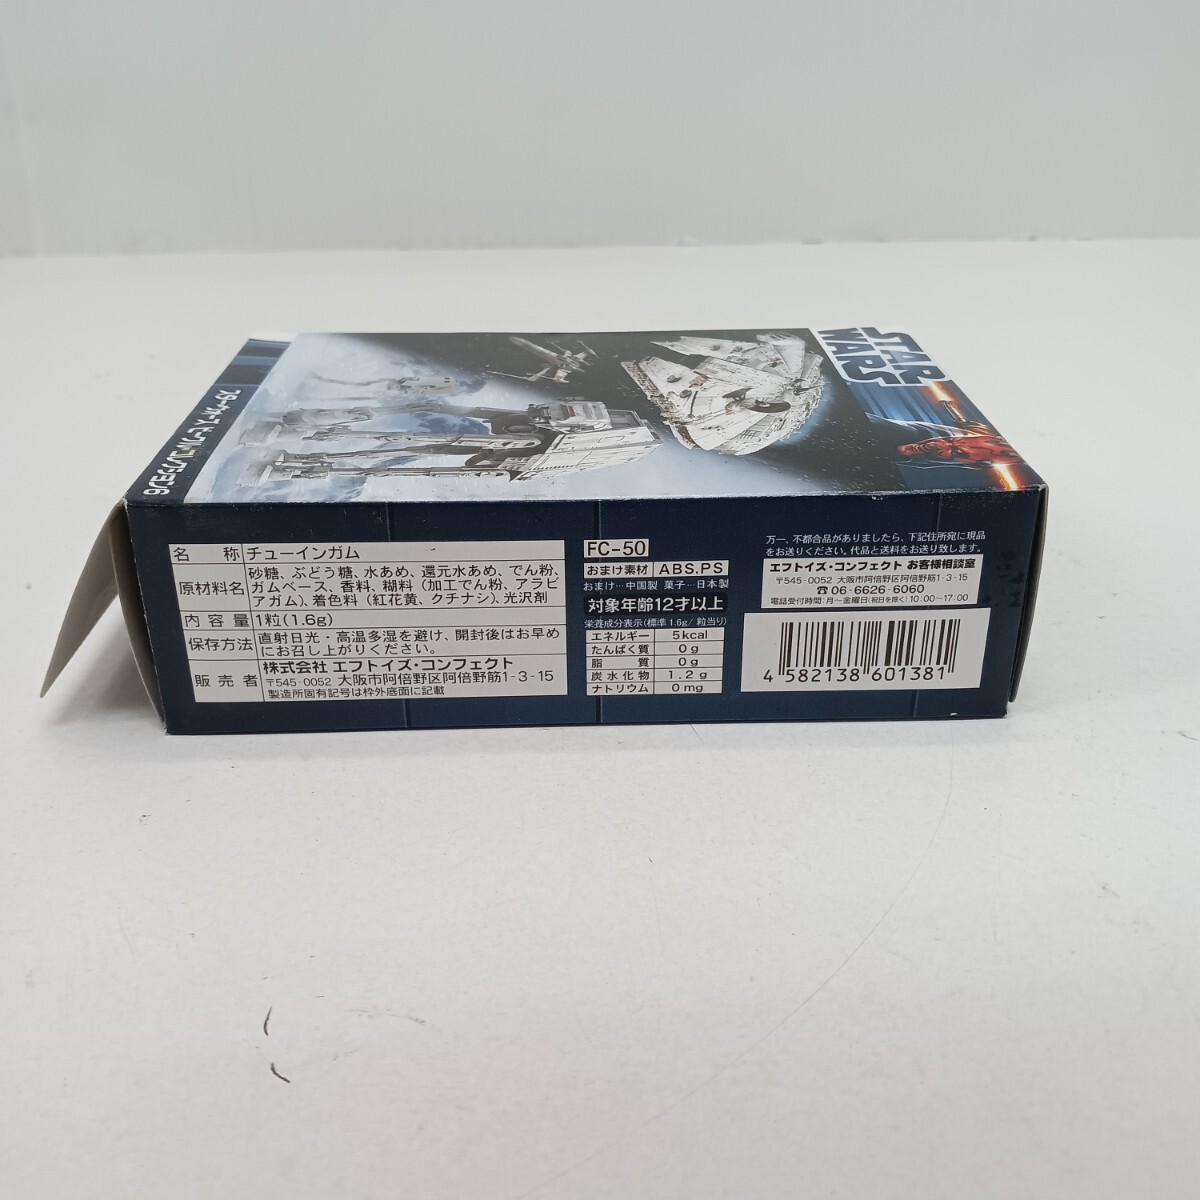 STAR
WARS
スター・ウォーズ・ビークル・コレクション6
名 称 チューインガム
原材料名 砂糖、ぶどう糖、水あめ、還元水あめ、でん粉、
ガムベース、香料、糊料(加工でん粉、アラビ
アガム)、着色料(紅花黄、クチナシ)、光沢剤
内 容 量 1粒(1.6g)
保存方法 直射日光・高温多湿を避け、開封後はお早め
にお召し上がりください。
販 売 者 株式会社 エフトイズ・コンフェクト
〒545-0052 大阪市阿倍野区阿倍野筋1-3-15
製造所固有記号は枠外底面に記載
FC-50
おまけ素材 ABS.PS
おまけ…中国製 菓子…日本製
対象年齢12才以上
栄養成分表示(標準 1.6g/粒当り)
エネルギー 5kcal
たんぱく質 0g
脂 質 0g
炭水化物 1.2g
ナトリウム 0mg
万一、不都合品がありましたら、下記住所宛に現品
をお送りください。代品と送料をお送り致します。
エフトイズ・コンフェクト お客様相談室
〒545-0052 大阪市阿倍野区阿倍野筋1-3-15
☎ 06-6626-6060
電話受付時間:月〜金曜日(祝日を除く)10:00〜17:00
4 582138 601381